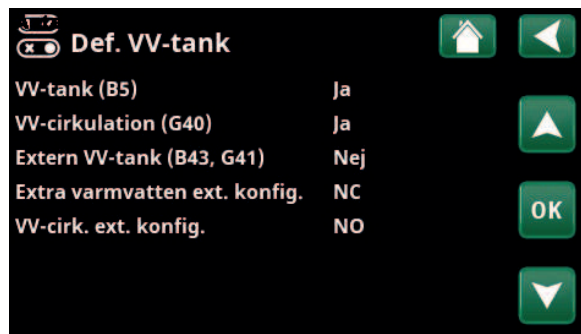 Def. VV-tank
VV-tank (B5) Ja
VV-cirkulation (G40) Ja
Extern VV-tank (B43, G41) Nej
Extra varmvatten ext. konfig. NC
VV-cirk. ext. konfig. NO
OK